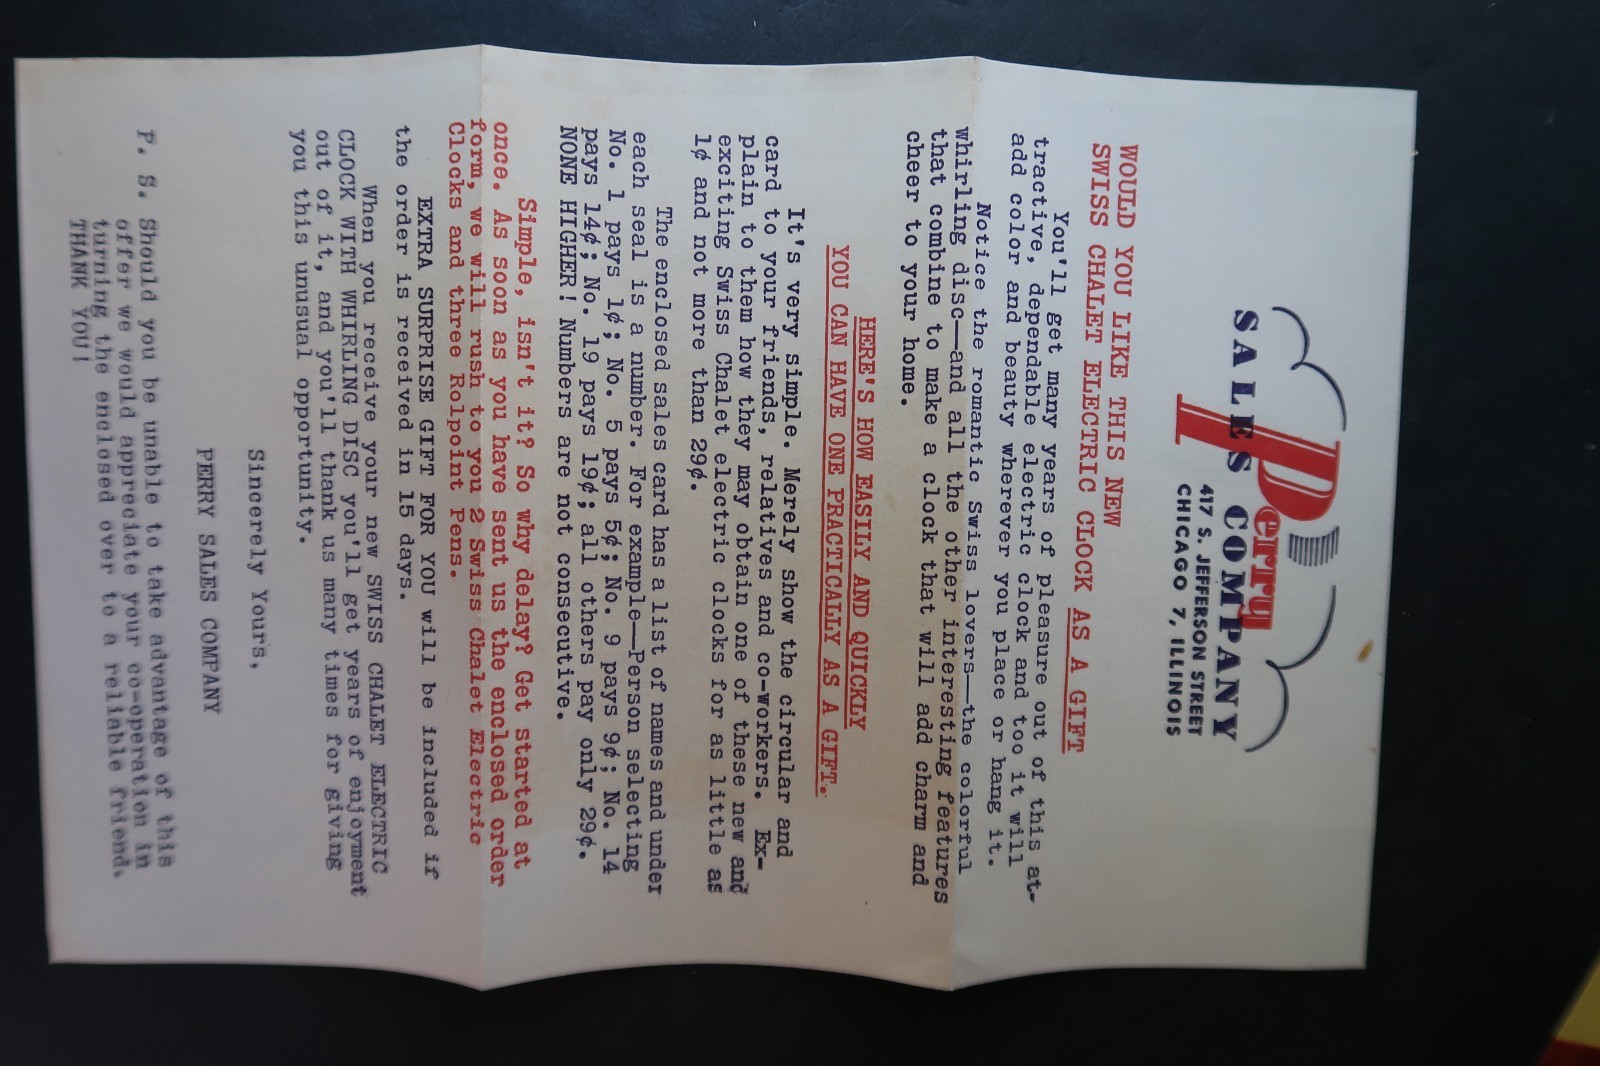 Perry
SALES COMPANY
417 S. JEFFERSON STREET
CHICAGO 7, ILLINOIS
WOULD YOU LIKE THIS NEW
SWISS CHALET ELECTRIC CLOCK AS A GIFT
You'll get many years of pleasure out of this at-
tractive, dependable electric clock and too it will
add color and beauty wherever you place or hang it.
Notice the romantic Swiss lovers—the colorful
whirling disc—and all the other interesting features
that combine to make a clock that will add charm and
cheer to your home.
HERE'S HOW EASILY AND QUICKLY
YOU CAN HAVE ONE PRACTICALLY AS A GIFT.
It's very simple. Merely show the circular and
card to your friends, relatives and co-workers. Ex-
plain to them how they may obtain one of these new and
exciting Swiss Chalet electric clocks for as little as
1¢ and not more than 29¢.
The enclosed sales card has a list of names and under
each seal is a number. For example—Person selecting
No. 1 pays 1¢; No. 5 pays 5¢; No. 9 pays 9¢; No. 14
pays 14¢; No. 19 pays 19¢; all others pay only 29¢.
NONE HIGHER! Numbers are not consecutive.
Simple, isn't it? So why delay? Get started at
once. As soon as you have sent us the enclosed order
form, we will rush to you 2 Swiss Chalet Electric
Clocks and three Rolpoint Pens.
EXTRA SURPRISE GIFT FOR YOU will be included if
the order is received in 15 days.
When you receive your new SWISS CHALET ELECTRIC
CLOCK WITH WHIRLING DISC you'll get years of enjoyment
out of it, and you'll thank us many times for giving
you this unusual opportunity.
Sincerely Yours,
PERRY SALES COMPANY
P. S. Should you be unable to take advantage of this
offer we would appreciate your co-operation in
turning the enclosed over to a reliable friend.
THANK YOU!